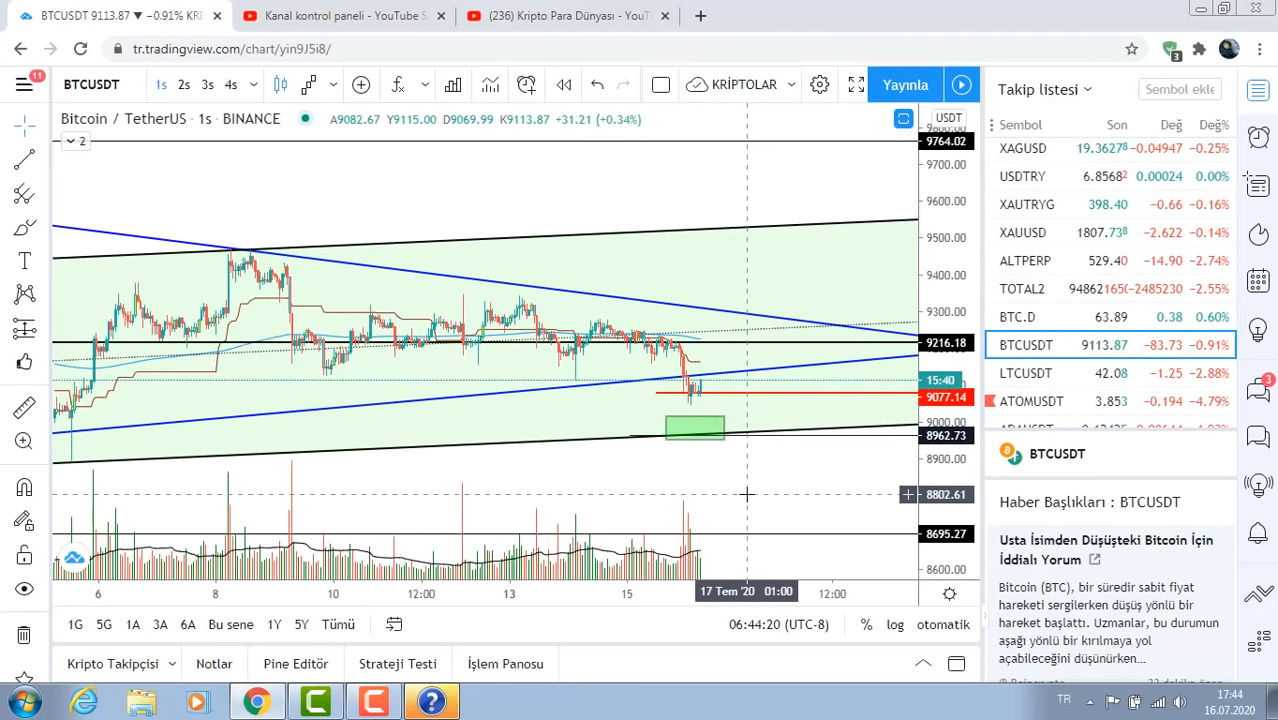 BTCUSDT 9113.87 ▼ −0.91% KRİ
Kanal kontrol paneli - YouTube S
(236) Kripto Para Dünyası - YouT
tr.tradingview.com/chart/yin9J5i8/
3
11
BTCUSDT
1s 2s 3s 4s
KRİPTOLAR
Yayınla
Bitcoin / TetherUS · 1s · BINANCE
A9082.67 Y9115.00 D9069.99 K9113.87 +31.21 (+0.34%)
2
USDT
9764.02
9700.00
9600.00
9500.00
9400.00
9300.00
9216.18
15:40
9077.14
9000.00
8962.73
8900.00
8802.61
8695.27
8600.00
6 8 10 12:00 13 15 17 Tem '20 01:00 12:00
1G 5G 1A 3A 6A Bu sene 1Y 5Y Tümü
06:44:20 (UTC-8) % log otomatik
Kripto Takipçisi Notlar Pine Editör Strateji Testi İşlem Panosu
Takip listesi
Sembol ekle
Sembol Son Değ Değ%
XAGUSD 19.36278 −0.04947 −0.25%
USDTRY 6.85682 0.00024 0.00%
XAUTRYG 398.40 −0.66 −0.16%
XAUUSD 1807.738 −2.622 −0.14%
ALTPERP 529.40 −14.90 −2.74%
TOTAL2 94862165( −2485230 −2.55%
BTC.D 63.89 0.38 0.60%
BTCUSDT 9113.87 −83.73 −0.91%
LTCUSDT 42.08 −1.25 −2.88%
ATOMUSDT 3.853 −0.194 −4.79%
BTCUSDT
Haber Başlıkları : BTCUSDT
Usta İsimden Düşüşteki Bitcoin İçin
İddialı Yorum
Bitcoin (BTC), bir süredir sabit fiyat
hareketi sergilerken düşüş yönlü bir
hareket başlattı. Uzmanlar, bu durumun
aşağı yönlü bir kırılmaya yol
açabileceğini düşünürken...
3
TR
17:44
16.07.2020